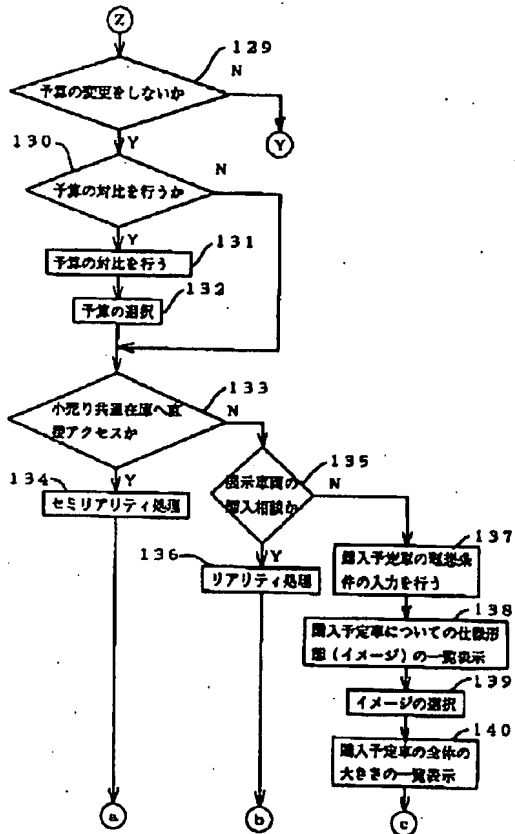 Z
129
予算の変更をしないか
N
Y
130
Y
予算の対比を行うか
N
Y
131
予算の対比を行う
132
予算の選択
133
小売り共通在庫へ直
接アクセスか
N
134
Y
セミリアリティ処理
135
展示車両の
購入相談か
N
136
Y
リアリティ処理
137
購入予定車の理想条
件の入力を行う
138
購入予定車についての仕様形
態(イメージ)の一覧表示
139
イメージの選択
140
購入予定車の全体の
大きさの一覧表示
a
b
c